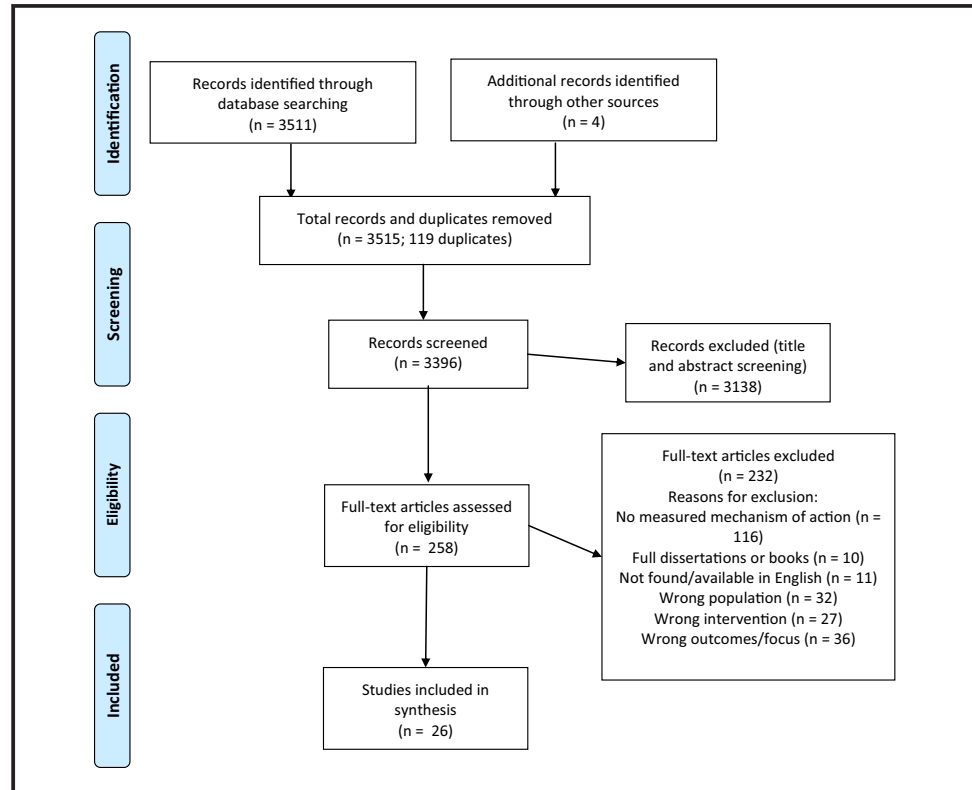 Identification
Records identified through
database searching
(n = 3511)
Additional records identified
through other sources
(n = 4)
Total records and duplicates removed
(n = 3515; 119 duplicates)
Screening
Records screened
(n = 3396)
Records excluded (title
and abstract screening)
(n = 3138)
Eligibility
Full-text articles assessed
for eligibility
(n = 258)
Full-text articles excluded
(n = 232)
Reasons for exclusion:
No measured mechanism of action (n =
116)
Full dissertations or books (n = 10)
Not found/available in English (n = 11)
Wrong population (n = 32)
Wrong intervention (n = 27)
Wrong outcomes/focus (n = 36)
Included
Studies included in
synthesis
(n = 26)